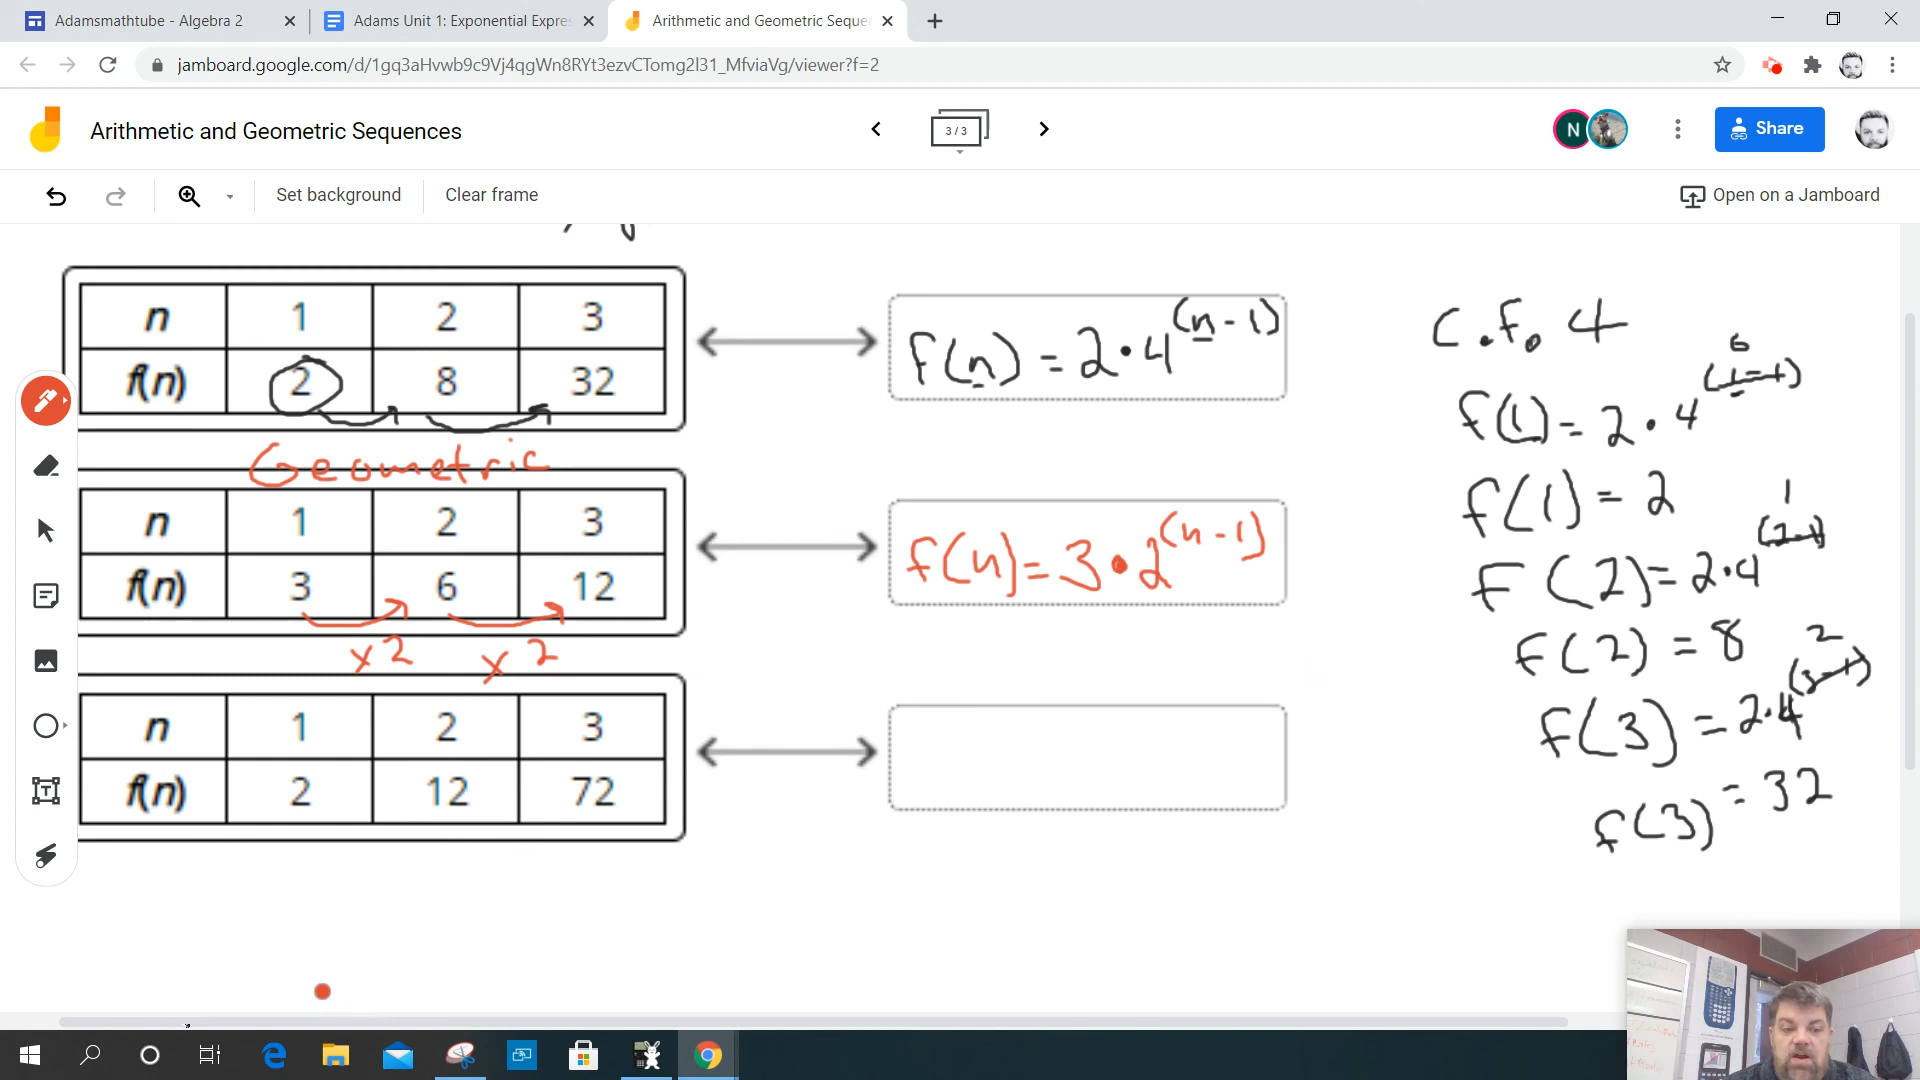 Adamsmathtube - Algebra 2
Adams Unit 1: Exponential Expre
Arithmetic and Geometric Seque
jamboard.google.com/d/1gq3aHvwb9c9Vj4qgWn8RYt3ezvCTomg2l31_MfviaVg/viewer?f=2
Arithmetic and Geometric Sequences
3 / 3
N
Share
Set background
Clear frame
Open on a Jamboard
n 1 2 3
f(n) 2 8 32
f(n) = 2·4^(n-1)
Geometric
n 1 2 3
f(n) 3 6 12
x2 x2
f(n) = 3·2^(n-1)
n 1 2 3
f(n) 2 12 72
C.F. 4
f(1) = 2·4^(1-1)
f(1) = 2
1
F(2) = 2·4^(2-1)
f(2) = 8
2
f(3) = 2·4^(3-1)
f(3) = 32